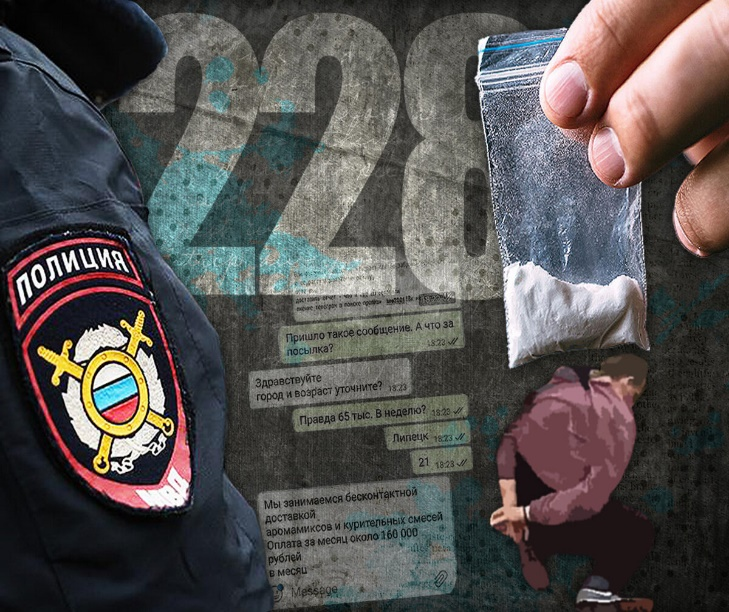 228
ПОЛИЦИЯ
МВД
Пришло такое сообщение. А что за
посылка?
18:23
Здравствуйте
город и возраст уточните? 18:23
Правда 65 тыс. В неделю? 18:23
Липецк 18:23
21 18:23
Мы занимаемся бесконтактной
доставкой
аромамиксов и курительных смесей
Оплата за месяц около 160 000
рублей
в месяц
Message